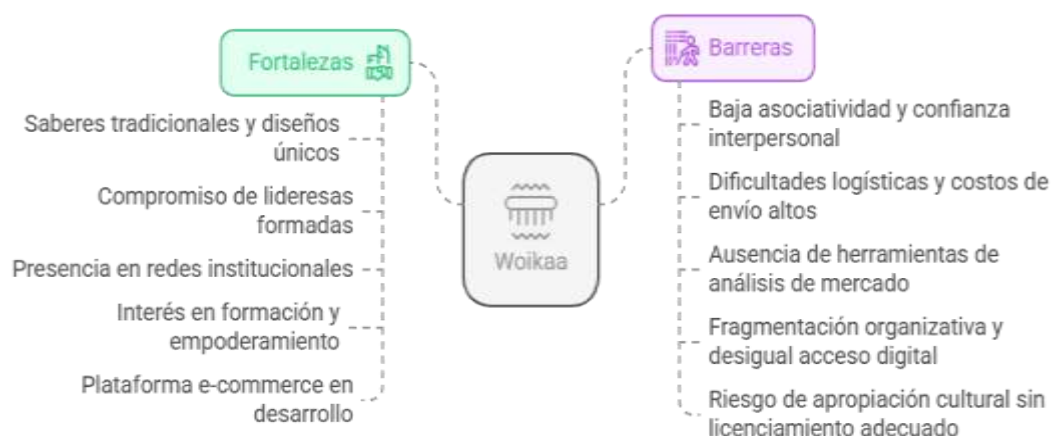 Fortalezas
Saberes tradicionales y diseños
únicos
Compromiso de lideresas
formadas
Presencia en redes institucionales
Interés en formación y
empoderamiento
Plataforma e-commerce en
desarrollo
Woikaa
Barreras
Baja asociatividad y confianza
interpersonal
Dificultades logísticas y costos de
envío altos
Ausencia de herramientas de
análisis de mercado
Fragmentación organizativa y
desigual acceso digital
Riesgo de apropiación cultural sin
licenciamiento adecuado